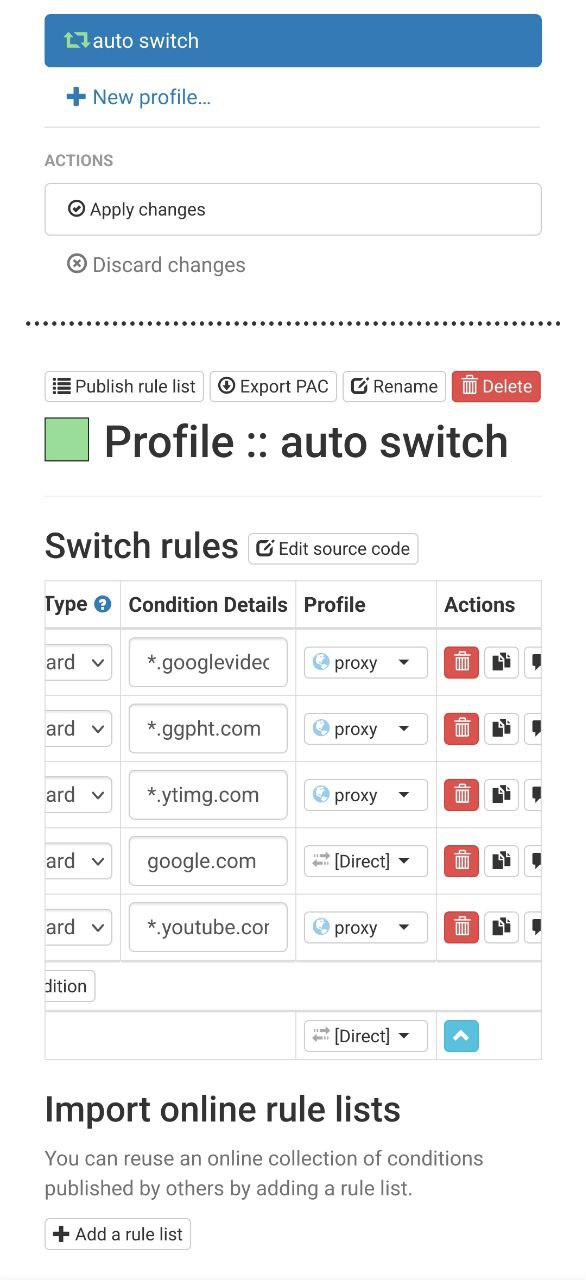 auto switch
New profile…
ACTIONS
Apply changes
Discard changes
Publish rule list Export PAC Rename Delete
Profile :: auto switch
Switch rules Edit source code
Type ? Condition Details Profile Actions
ard *.googlevideo proxy
ard *.ggpht.com proxy
ard *.ytimg.com proxy
ard google.com [Direct]
ard *.youtube.cor proxy
dition
[Direct]
Import online rule lists
You can reuse an online collection of conditions
published by others by adding a rule list.
Add a rule list